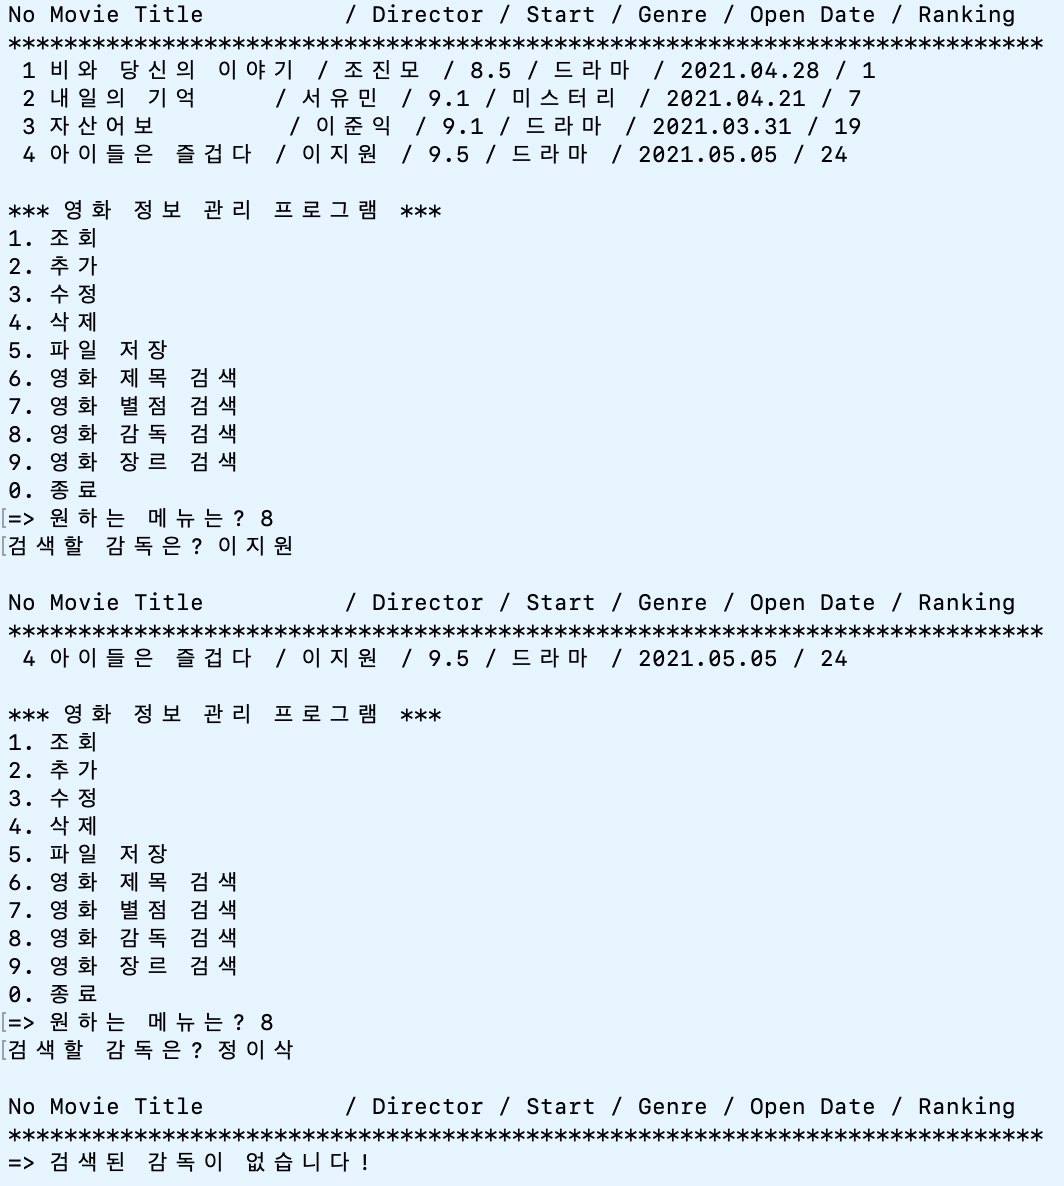 No Movie Title / Director / Start / Genre / Open Date / Ranking
**************************************************************************
1 비와 당신의 이야기 / 조진모 / 8.5 / 드라마 / 2021.04.28 / 1
2 내일의 기억 / 서유민 / 9.1 / 미스터리 / 2021.04.21 / 7
3 자산어보 / 이준익 / 9.1 / 드라마 / 2021.03.31 / 19
4 아이들은 즐겁다 / 이지원 / 9.5 / 드라마 / 2021.05.05 / 24
*** 영화 정보 관리 프로그램 ***
1. 조회
2. 추가
3. 수정
4. 삭제
5. 파일 저장
6. 영화 제목 검색
7. 영화 별점 검색
8. 영화 감독 검색
9. 영화 장르 검색
0. 종료
[=> 원하는 메뉴는? 8
[검색할 감독은? 이지원
No Movie Title / Director / Start / Genre / Open Date / Ranking
**************************************************************************
4 아이들은 즐겁다 / 이지원 / 9.5 / 드라마 / 2021.05.05 / 24
*** 영화 정보 관리 프로그램 ***
1. 조회
2. 추가
3. 수정
4. 삭제
5. 파일 저장
6. 영화 제목 검색
7. 영화 별점 검색
8. 영화 감독 검색
9. 영화 장르 검색
0. 종료
[=> 원하는 메뉴는? 8
[검색할 감독은? 정이삭
No Movie Title / Director / Start / Genre / Open Date / Ranking
**************************************************************************
=> 검색된 감독이 없습니다!